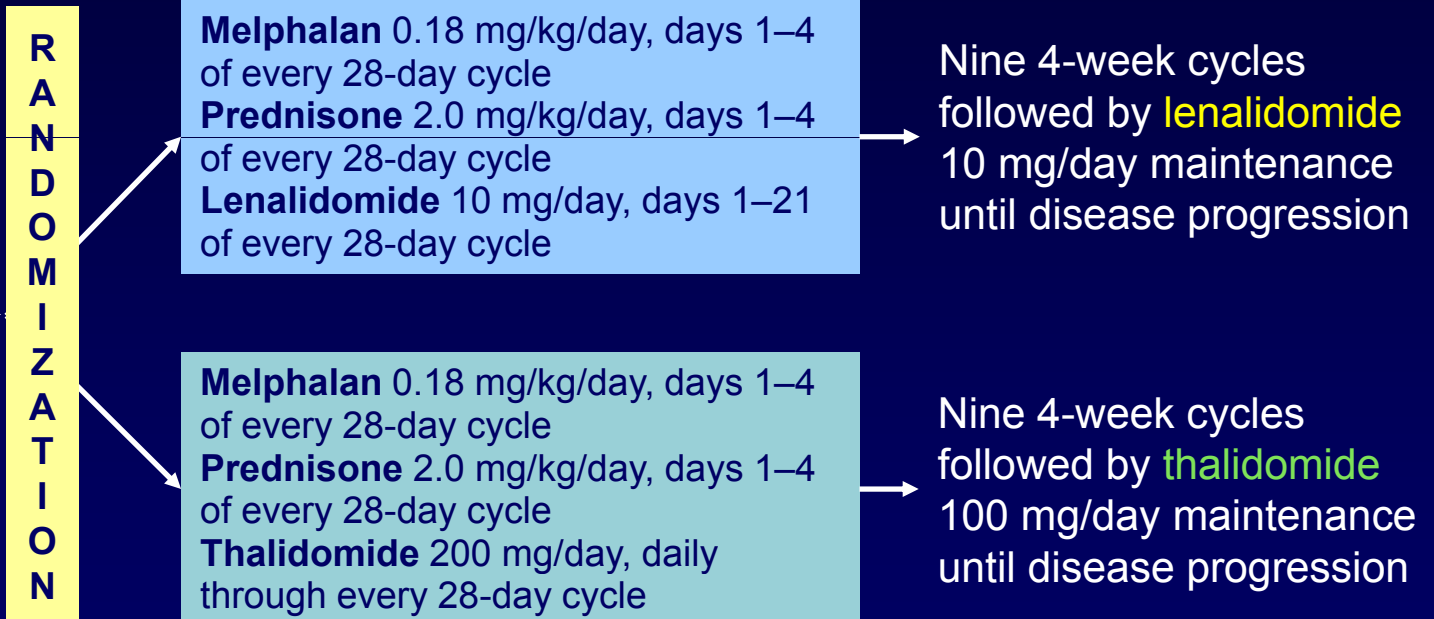 RANDOMIZATION
Melphalan 0.18 mg/kg/day, days 1–4
of every 28-day cycle
Prednisone 2.0 mg/kg/day, days 1–4
of every 28-day cycle
Lenalidomide 10 mg/day, days 1–21
of every 28-day cycle
Nine 4-week cycles
followed by lenalidomide
10 mg/day maintenance
until disease progression
Melphalan 0.18 mg/kg/day, days 1–4
of every 28-day cycle
Prednisone 2.0 mg/kg/day, days 1–4
of every 28-day cycle
Thalidomide 200 mg/day, daily
through every 28-day cycle
Nine 4-week cycles
followed by thalidomide
100 mg/day maintenance
until disease progression